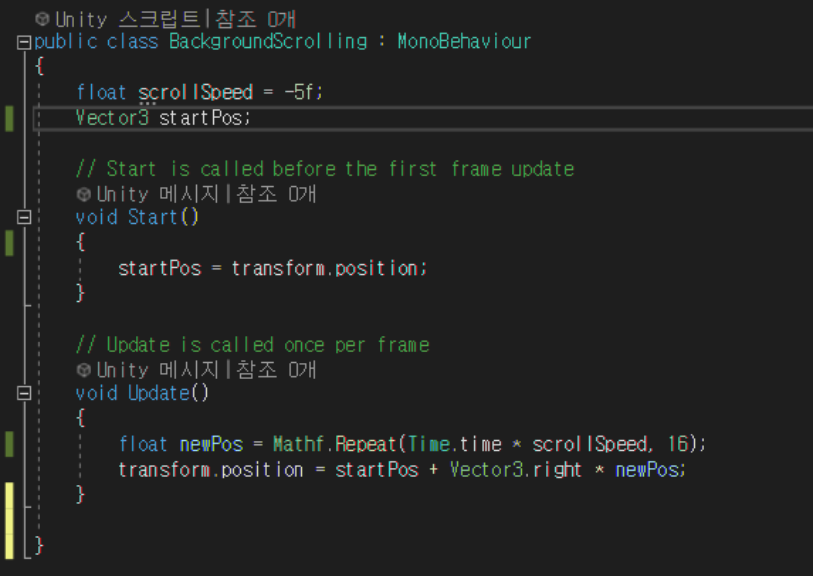 Unity 스크립트|참조 0개
public class BackgroundScrolling : MonoBehaviour
{
float scrollSpeed = -5f;
Vector3 startPos;
// Start is called before the first frame update
Unity 메시지|참조 0개
void Start()
{
startPos = transform.position;
}
// Update is called once per frame
Unity 메시지|참조 0개
void Update()
{
float newPos = Mathf.Repeat(Time.time * scrollSpeed, 16);
transform.position = startPos + Vector3.right * newPos;
}
}